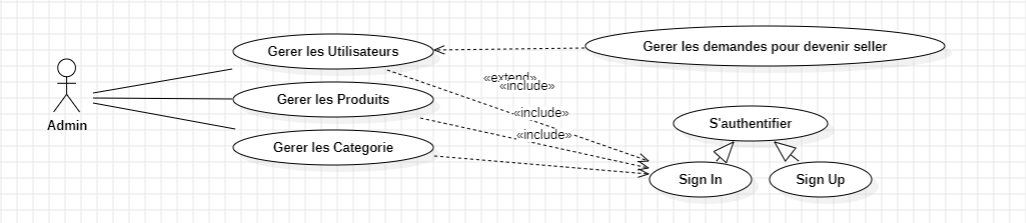 Gerer les Utilisateurs
Gerer les demandes pour devenir seller
«extend»
«include»
Gerer les Produits
«include»
S'authentifier
Admin
«include»
Gerer les Categorie
Sign In
Sign Up